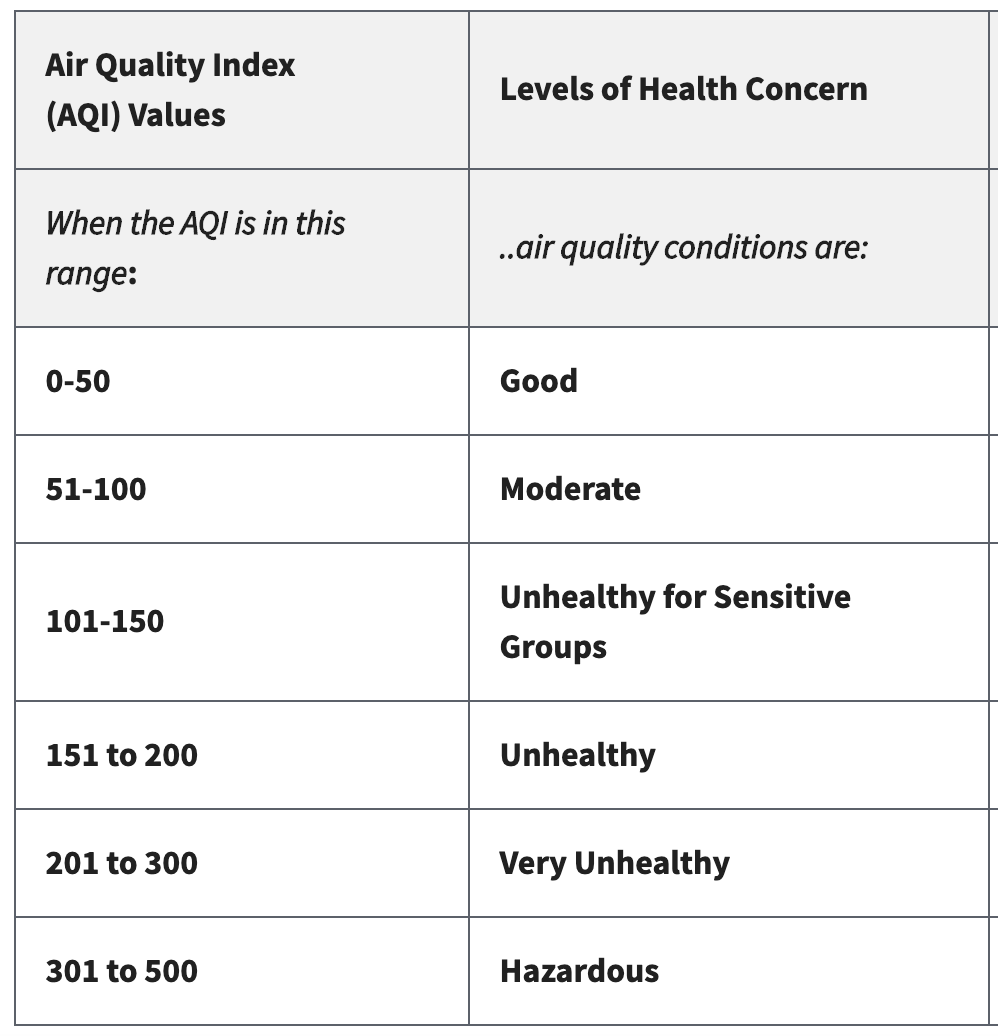 Air Quality Index
(AQI) Values
Levels of Health Concern
When the AQI is in this
range:
..air quality conditions are:
0-50
Good
51-100
Moderate
101-150
Unhealthy for Sensitive
Groups
151 to 200
Unhealthy
201 to 300
Very Unhealthy
301 to 500
Hazardous